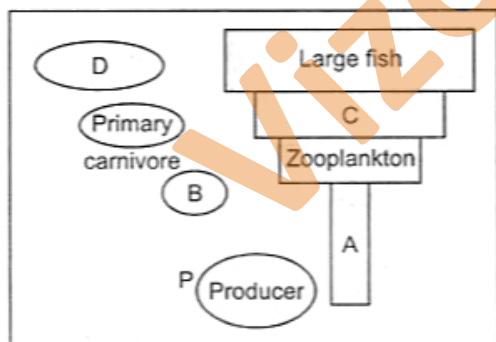 D
Large fish
Primary
carnivore
C
Zooplankton
B
A
P
Producer